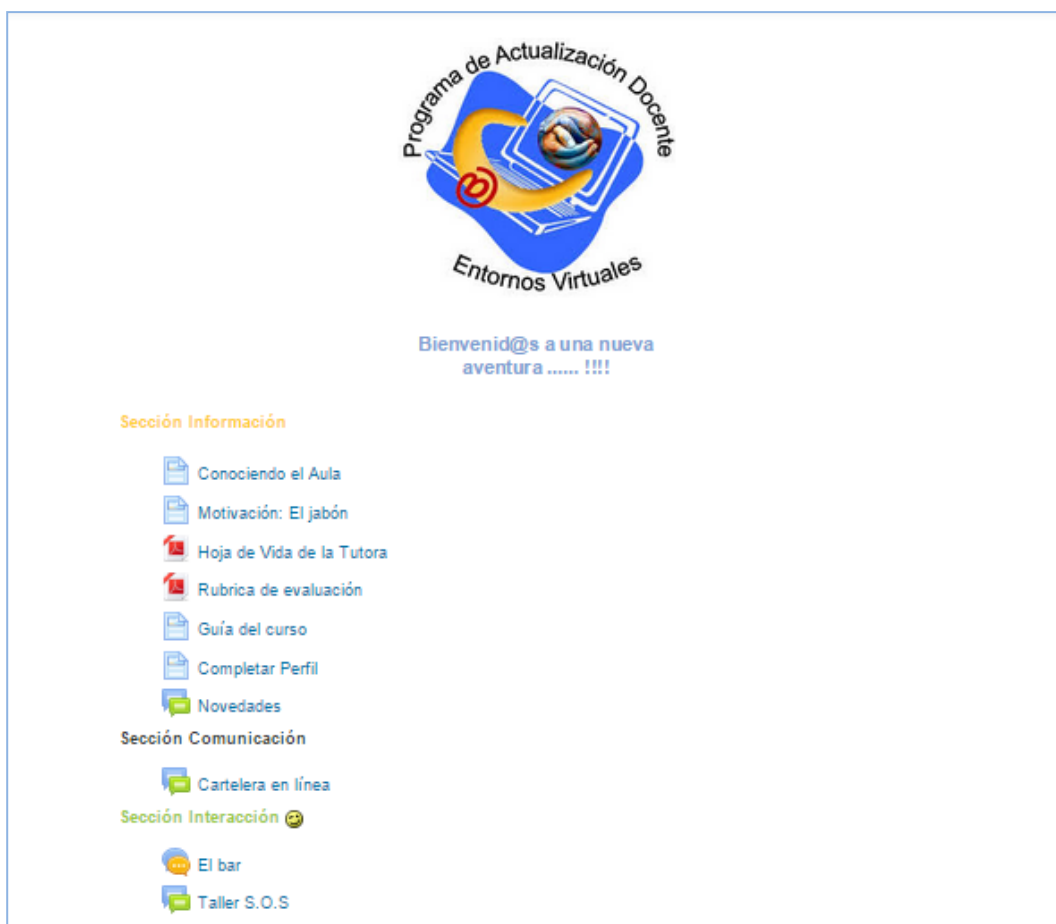 Programa de Actualización Docente
Entornos Virtuales
Bienvenid@s a una nueva
aventura ...... !!!!
Sección Información
Conociendo el Aula
Motivación: El jabón
Hoja de Vida de la Tutora
Rubrica de evaluación
Guía del curso
Completar Perfil
Novedades
Sección Comunicación
Cartelera en línea
Sección Interacción
El bar
Taller S.O.S